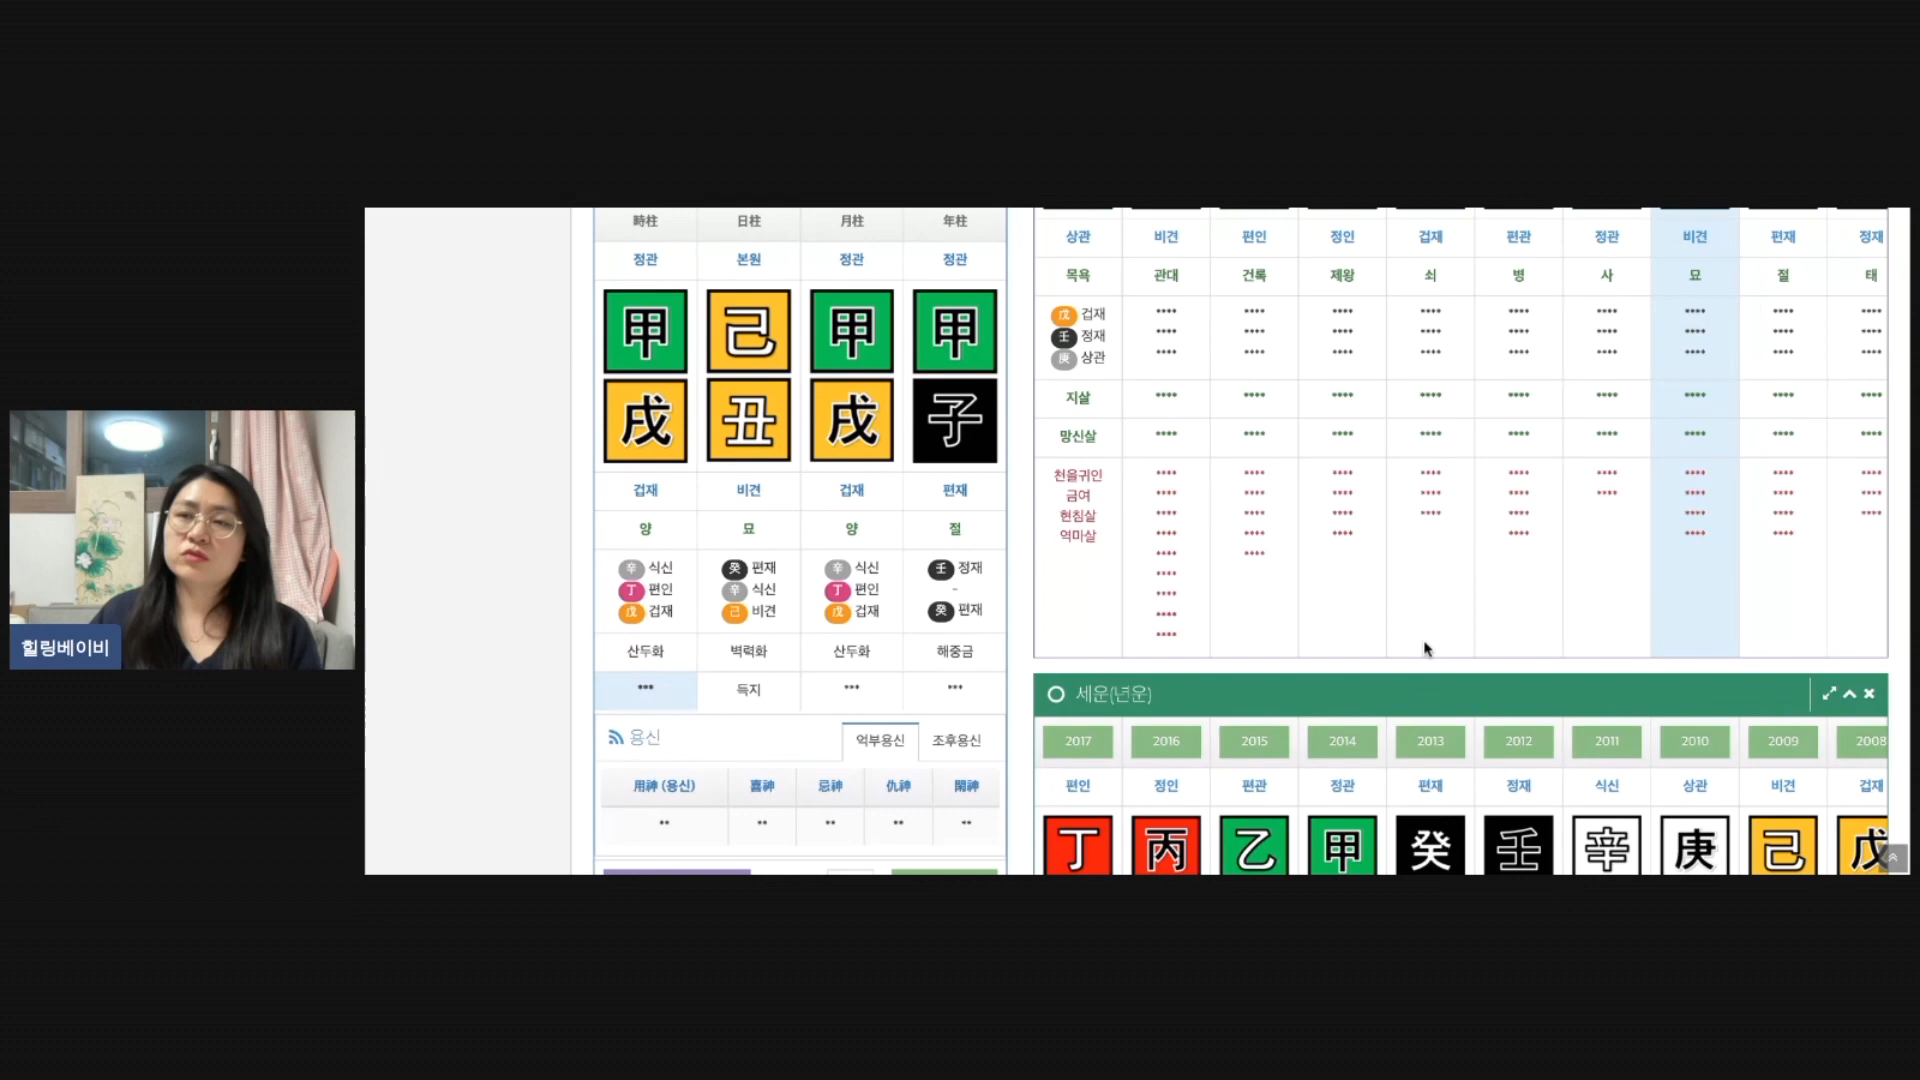 힐링베이비
時柱 日柱 月柱 年柱
정관 본원 정관 정관
甲 己 甲 甲
戌 丑 戌 子
겁재 비견 겁재 편재
양 묘 양 절
辛 식신 癸 편재 辛 식신 壬 정재
丁 편인 辛 식신 丁 편인 -
戊 겁재 己 비견 戊 겁재 癸 편재
산두화 벽력화 산두화 해중금
*** 득지 *** ***
용신 억부용신 조후용신
用神 (용신) 喜神 忌神 仇神 閑神
** ** ** ** **
상관 비견 편인 정인 겁재 편관 정관 비견 편재 정재
목욕 관대 건록 제왕 쇠 병 사 묘 절 태
戊 겁재 **** **** **** **** **** **** **** **** ****
壬 정재 **** **** **** **** **** **** **** **** ****
庚 상관 **** **** **** **** **** **** **** **** ****
지살 **** **** **** **** **** **** **** **** ****
망신살 **** **** **** **** **** **** **** **** ****
천을귀인 **** **** **** **** **** **** **** **** ****
금여 **** **** **** **** **** **** **** **** ****
현침살 **** **** **** **** **** **** **** ****
역마살 **** **** **** **** **** ****
**** ****
****
****
****
****
세운(년운)
2017 2016 2015 2014 2013 2012 2011 2010 2009 2008
편인 정인 편관 정관 편재 정재 식신 상관 비견 겁재
丁 丙 乙 甲 癸 壬 辛 庚 己 戊